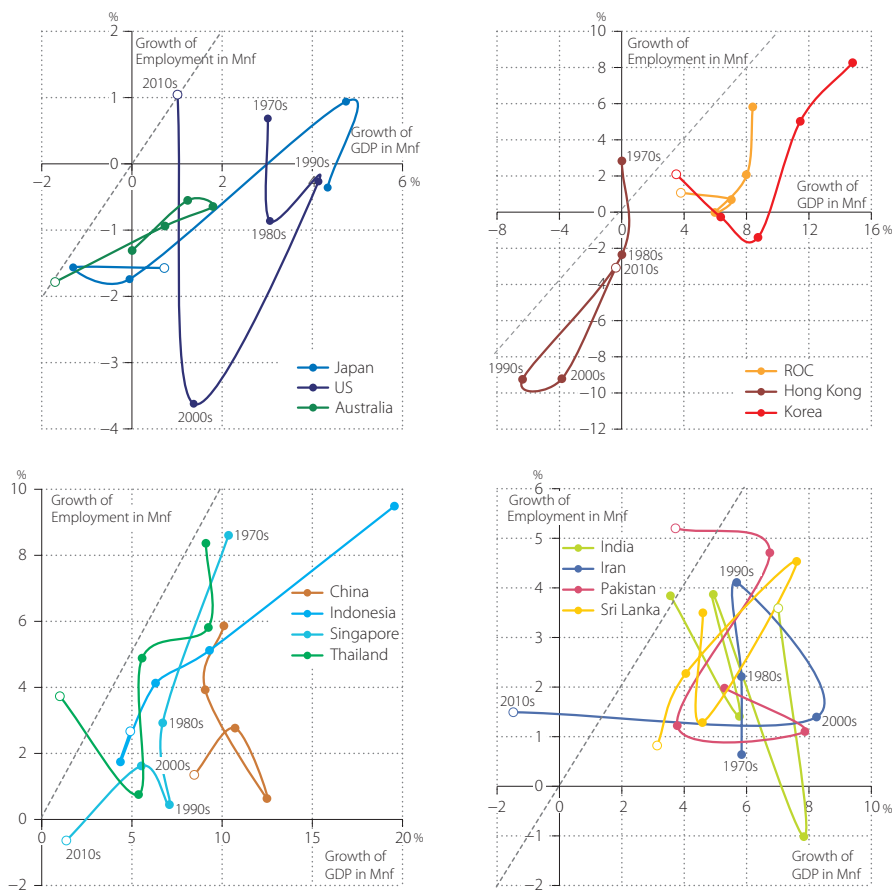 %
2
Growth of
Employment in Mnf
2010s
1
1970s
Growth of
GDP in Mnf
1990s
−0
−2
0
2
6 %
−1
1980s
−2
−3
Japan
US
Australia
2000s
−4
%
10
Growth of
Employment in Mnf
8
6
4
1970s
2
Growth of
GDP in Mnf
0
−8
−4
0
4
8
12
16 %
−2
1980s
2010s
−4
−6
−8
1990s
2000s
−10
−12
ROC
Hong Kong
Korea
%
10
Growth of
Employment in Mnf
1970s
8
China
Indonesia
Singapore
Thailand
6
4
1980s
2
2000s
1990s
0
0
5
10
15
20 %
2010s
Growth of
GDP in Mnf
−2
%
6
Growth of
Employment in Mnf
5
India
Iran
Pakistan
Sri Lanka
1990s
4
3
1980s
2
2010s
2000s
1
1970s
0
−2
0
2
4
6
8
10 %
−1
Growth of
GDP in Mnf
−2